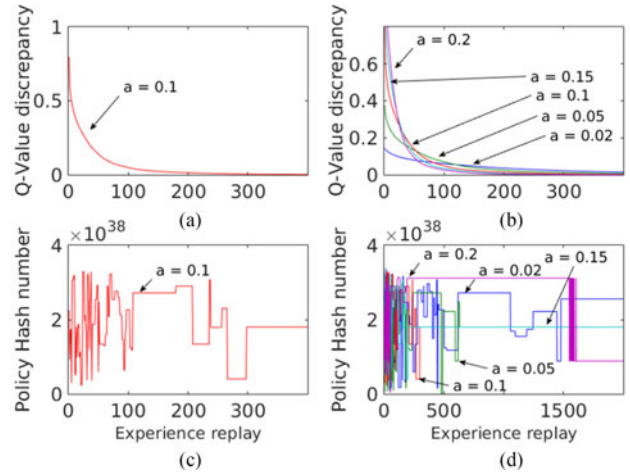 1
0.5
0
Q-Value discrepancy
a = 0.1
0 100 200 300
(a)
0.6
0.4
0.2
0
Q-Value discrepancy
a = 0.2
a = 0.15
a = 0.1
a = 0.05
a = 0.02
0 100 200 300
(b)
× 10^38
4
2
0
Policy Hash number
a = 0.1
0 100 200 300 400
Experience replay
(c)
× 10^38
4
2
0
Policy Hash number
a = 0.2
a = 0.02
a = 0.15
a = 0.05
a = 0.1
0 500 1500
Experience replay
(d)